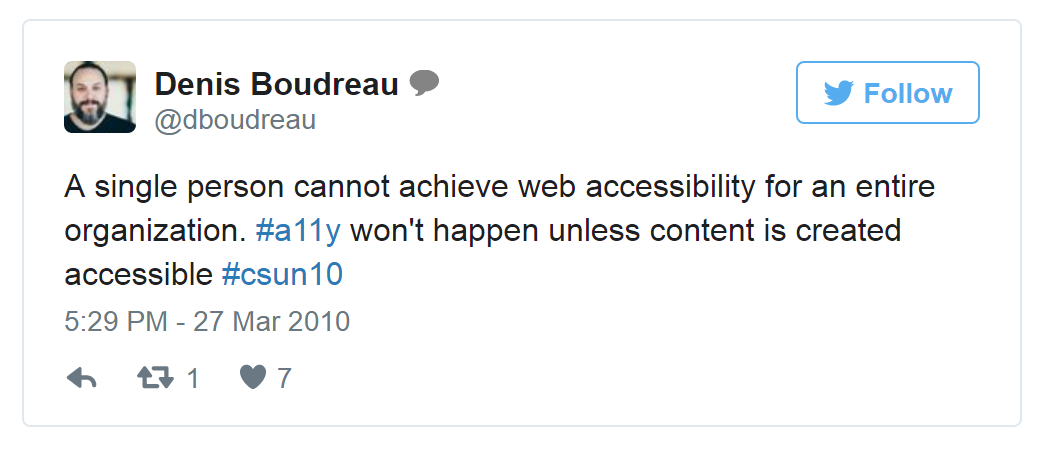 Denis Boudreau
@dboudreau
Follow
A single person cannot achieve web accessibility for an entire
organization. #a11y won't happen unless content is created
accessible #csun10
5:29 PM - 27 Mar 2010
1 7